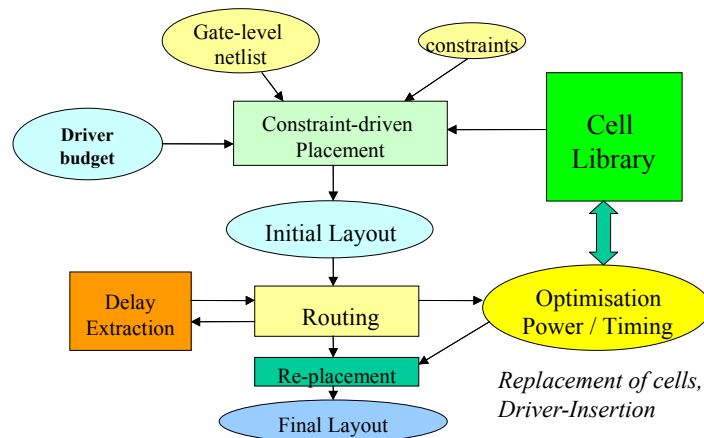 Gate-level
netlist
constraints
Driver
budget
Constraint-driven
Placement
Cell
Library
Initial Layout
Delay
Extraction
Routing
Optimisation
Power / Timing
Re-placement
Replacement of cells,
Driver-Insertion
Final Layout